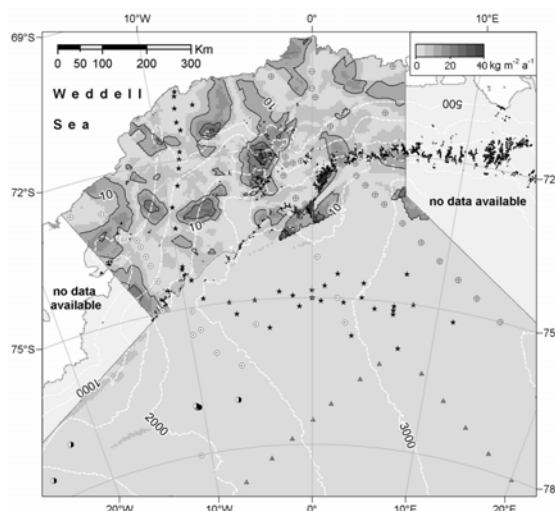 10°W 0° 10°E
69°S
0 50 100 200 300 Km
0 10 20 40 kg m⁻² a⁻¹
Weddell
Sea
500
10
72°S
10
10
10
no data available
no data
available
75°S
75°
1000
2000
3000
78°
20°W 10°W 0° 10°E 20°E